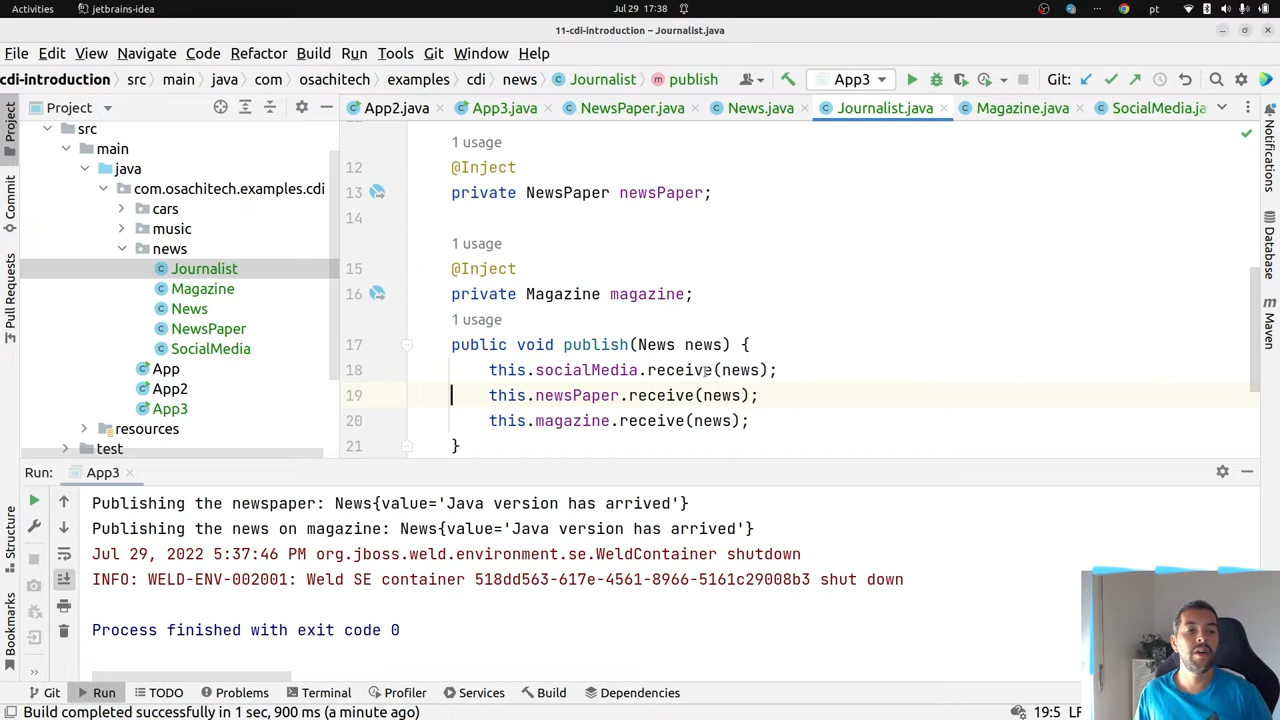 Activities jetbrains-idea Jul 29 17:38 pt
11-cdi-introduction – Journalist.java
File Edit View Navigate Code Refactor Build Run Tools Git Window Help
cdi-introduction src main java com osachitech examples cdi news Journalist publish App3 Git:
Project App2.java App3.java NewsPaper.java News.java Journalist.java Magazine.java SocialMedia.ja
Project
Commit
Pull Requests
Structure
Bookmarks
src
main
java
com.osachitech.examples.cdi
cars
music
news
Journalist
Magazine
News
NewsPaper
SocialMedia
App
App2
App3
resources
test
1 usage
12 @Inject
13 private NewsPaper newsPaper;
14
1 usage
15 @Inject
16 private Magazine magazine;
1 usage
17 public void publish(News news) {
18 this.socialMedia.receive(news);
19 this.newsPaper.receive(news);
20 this.magazine.receive(news);
21 }
Notifications
Database
Maven
Run: App3
Publishing the newspaper: News{value='Java version has arrived'}
Publishing the news on magazine: News{value='Java version has arrived'}
Jul 29, 2022 5:37:46 PM org.jboss.weld.environment.se.WeldContainer shutdown
INFO: WELD-ENV-002001: Weld SE container 518dd563-617e-4561-8966-5161c29008b3 shut down
Process finished with exit code 0
Git Run TODO Problems Terminal Profiler Services Build Dependencies
Build completed successfully in 1 sec, 900 ms (a minute ago) 19:5 LF